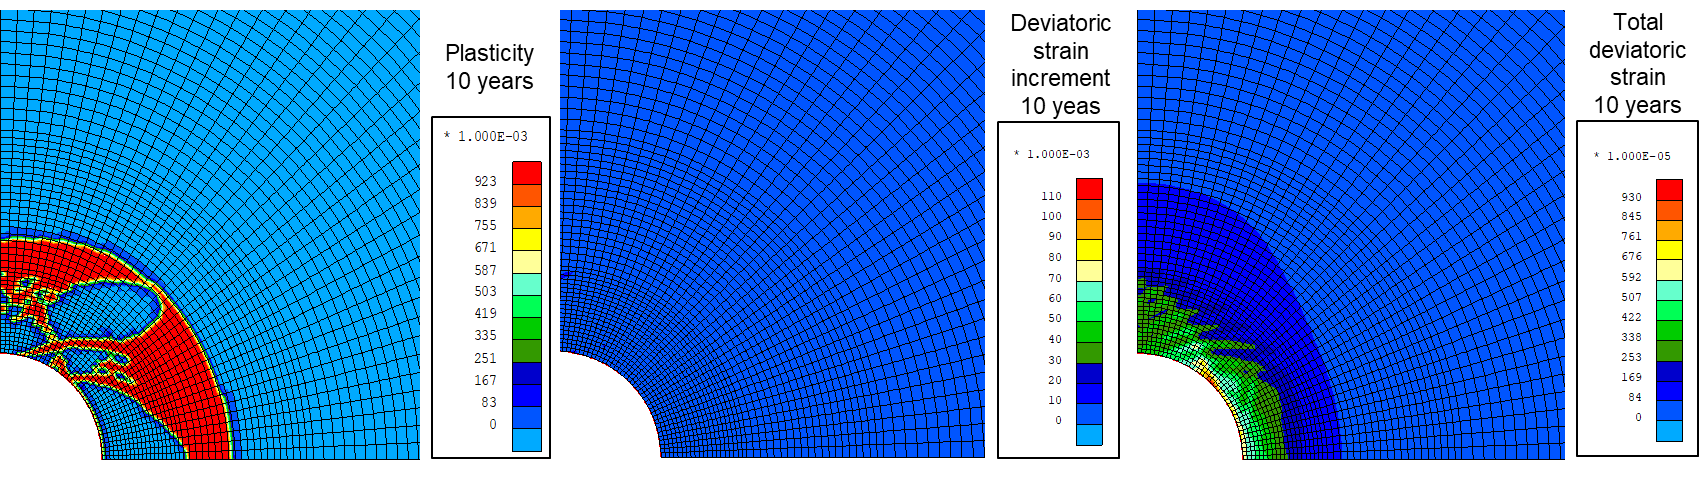 Plasticity
10 years
* 1.000E-03
923
839
755
671
587
503
419
335
251
167
83
0
Deviatoric
strain
increment
10 yeas
* 1.000E-03
110
100
90
80
70
60
50
40
30
20
10
0
Total
deviatoric
strain
10 years
* 1.000E-05
930
845
761
676
592
507
422
338
253
169
84
0